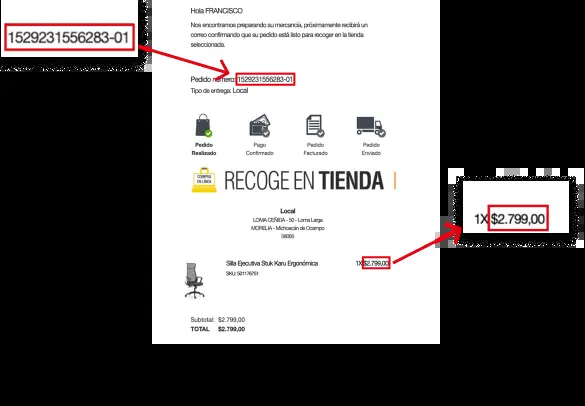 Hola FRANCISCO
Nos encontramos preparando su mercancía, próximamente recibirá un
correo confirmando que su pedido está listo para recoger en la tienda
seleccionada.
1529231556283-01
Pedido número: 1529231556283-01
Tipo de entrega: Local
Pedido
Realizado
Pago
Confirmado
Pedido
Facturado
Pedido
Enviado
COMPRA
EN LINEA
RECOGE EN TIENDA
Local
LOMA CEÑIDA - 50 - Loma Larga
MORELIA - Michoacán de Ocampo
58095
1X $2.799,00
Silla Ejecutiva Stuk Karu Ergonómica 1X $2.799,00
SKU: 501176751
Subtotal: $2.799,00
TOTAL $2.799,00